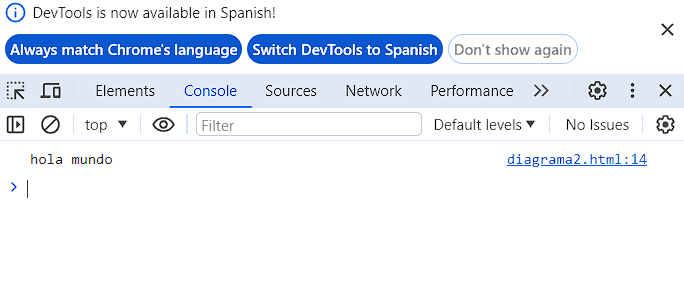 DevTools is now available in Spanish!
Always match Chrome's language Switch DevTools to Spanish Don't show again
Elements Console Sources Network Performance
top Filter Default levels No Issues
hola mundo diagrama2.html:14